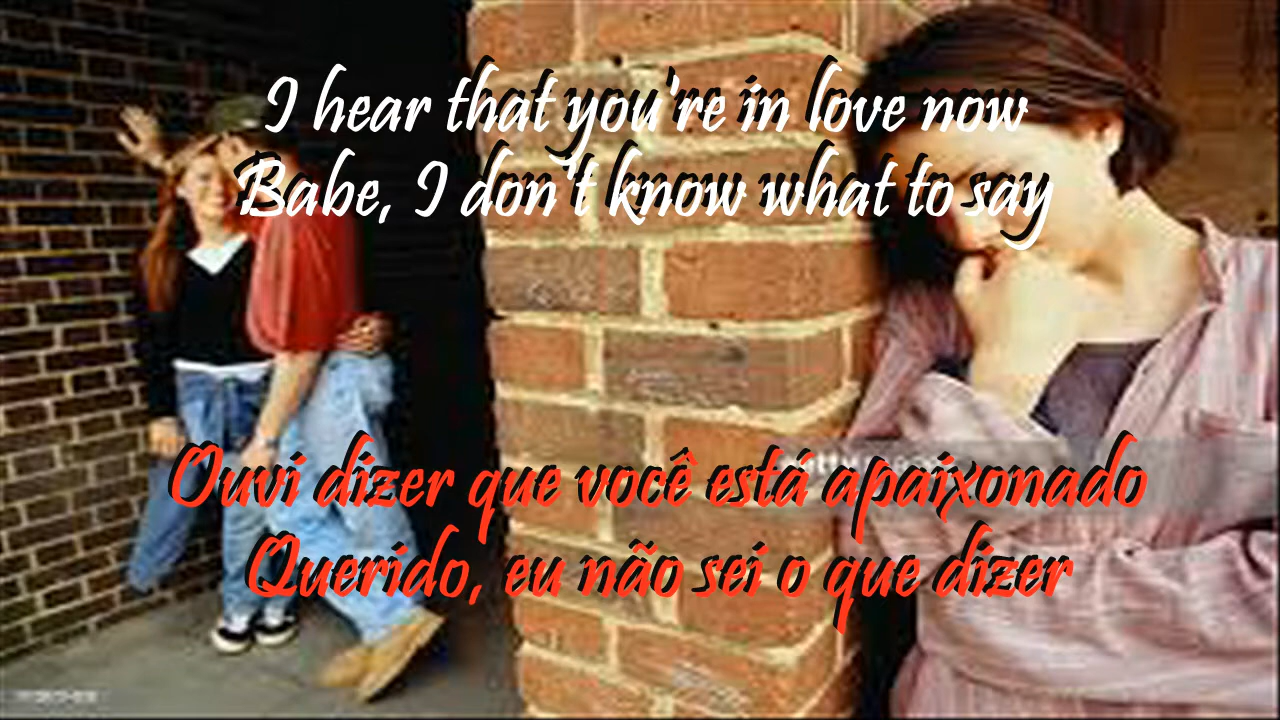 I hear that you're in love now
Babe, I don't know what to say
Ouvi dizer que você está apaixonado
Querido, eu não sei o que dizer